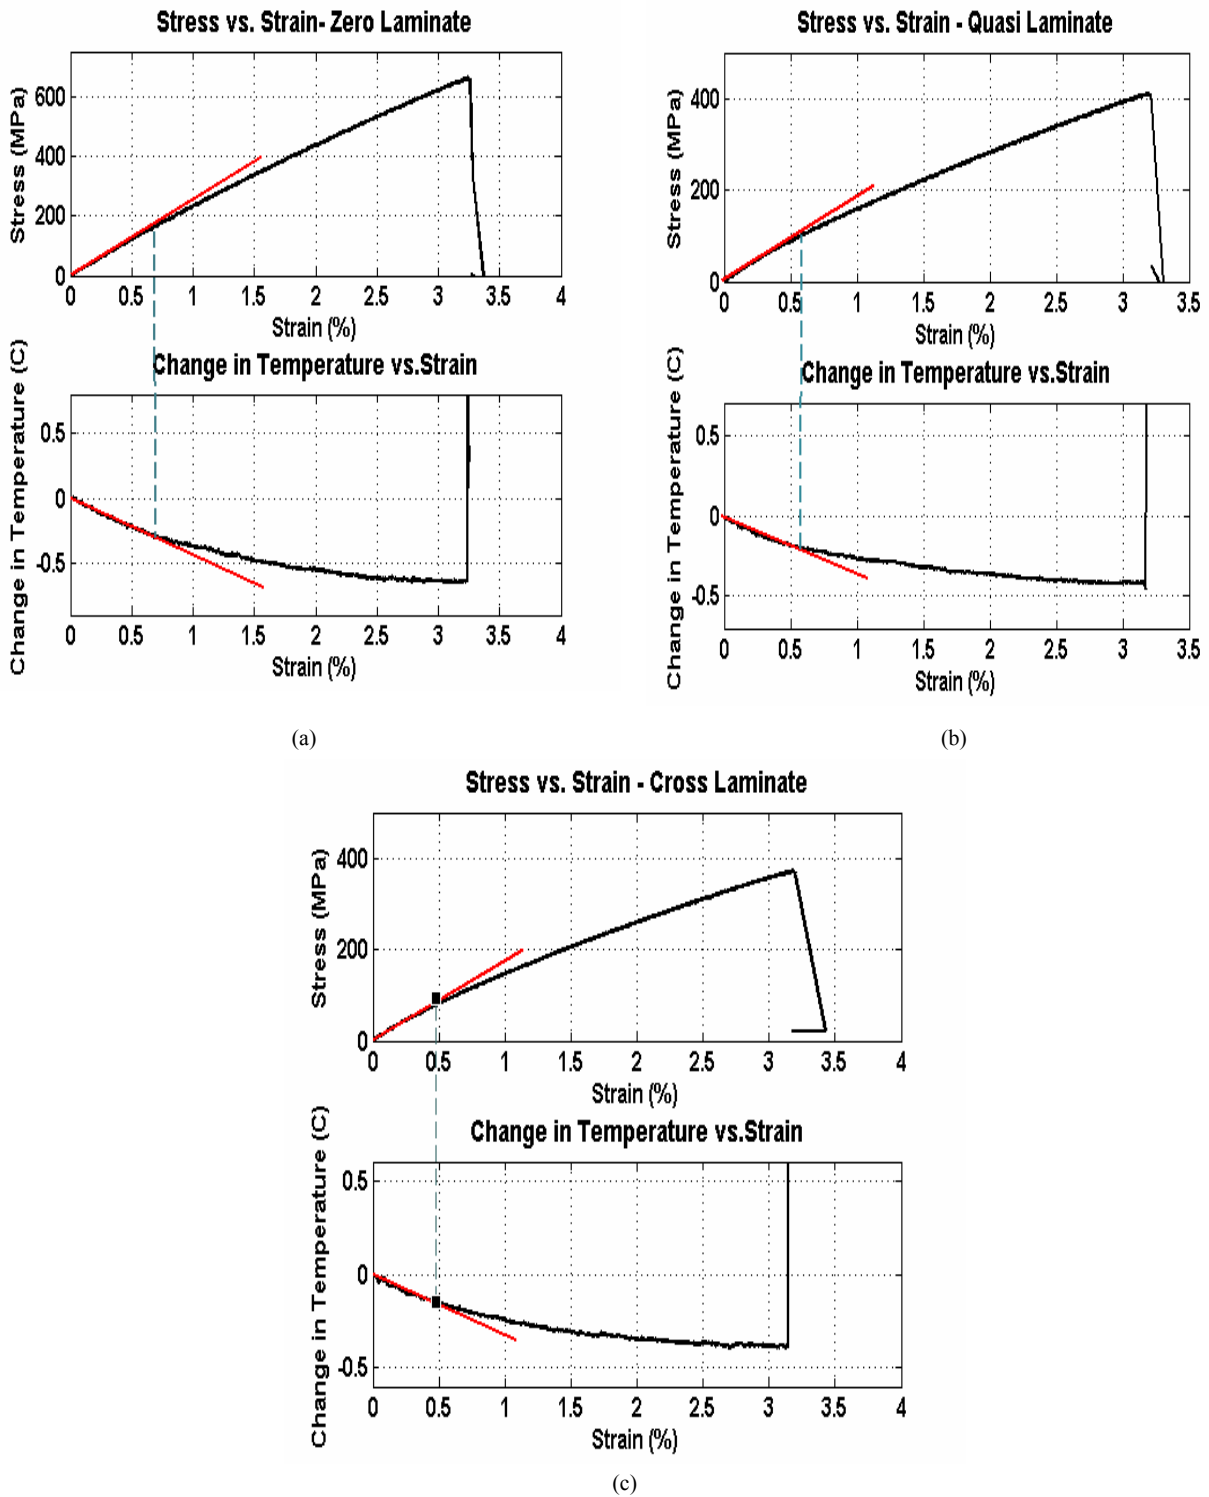 Stress vs. Strain- Zero Laminate
Stress (MPa)
600
400
200
0
0 0.5 1 1.5 2 2.5 3 3.5 4
Strain (%)
Change in Temperature vs.Strain
Change in Temperature (C)
0.5
0
-0.5
0 0.5 1 1.5 2 2.5 3 3.5 4
Strain (%)
(a)
Stress vs. Strain - Quasi Laminate
Stress (MPa)
400
200
0
0 0.5 1 1.5 2 2.5 3 3.5
Strain (%)
Change in Temperature vs.Strain
Change in Temperature (C)
0.5
0
-0.5
0 0.5 1 1.5 2 2.5 3 3.5
Strain (%)
(b)
Stress vs. Strain - Cross Laminate
Stress (MPa)
400
200
0
0 0.5 1 1.5 2 2.5 3 3.5 4
Strain (%)
Change in Temperature vs.Strain
Change in Temperature (C)
0.5
0
-0.5
0 0.5 1 1.5 2 2.5 3 3.5 4
Strain (%)
(c)